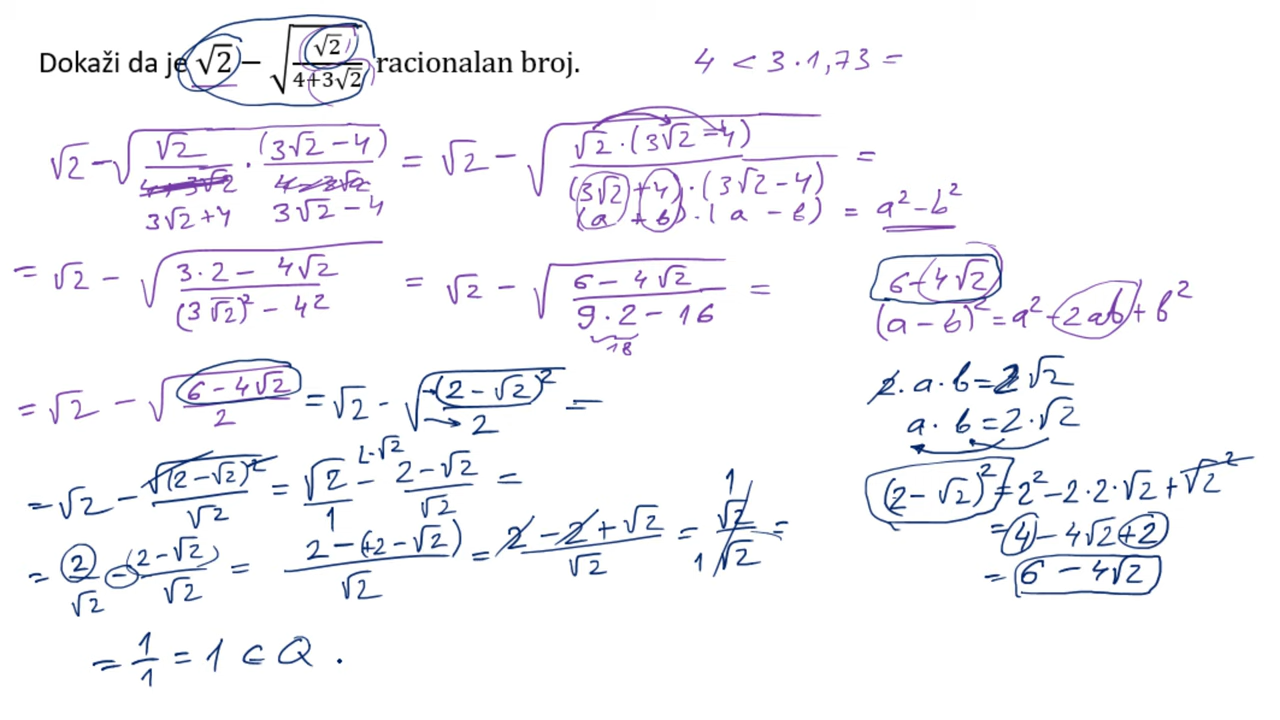 Dokaži da je √2 − √(√2/(4+3√2)) racionalan broj.
4 < 3·1,73 =
√2 − √(√2/(3√2+4) · (3√2−4)/(3√2−4)) = √2 − √(√2·(3√2−4)/((3√2+4)·(3√2−4))) =
(a + b)·(a − b) = a²−b²
= √2 − √((3·2 − 4√2)/((3√2)² − 4²)) = √2 − √((6 − 4√2)/(9·2 − 16)) =
18
6−4√2
(a − b)² = a² − 2ab + b²
= √2 − √((6 − 4√2)/2) = √2 − √((2 − √2)²/2) =
2·a·b = 2√2
a·b = 2·√2
= √2 − √(2−√2)²/√2 = √2/1 − (2−√2)/√2 =
(2 − √2)² = 2² − 2·2·√2 + √2²
= 4 − 4√2 + 2
= 6 − 4√2
= 2/√2 − (2−√2)/√2 = (2 − (+2 − √2))/√2 = (2 − 2 + √2)/√2 = √2/√2 =
= 1/1 = 1 ∈ Q .